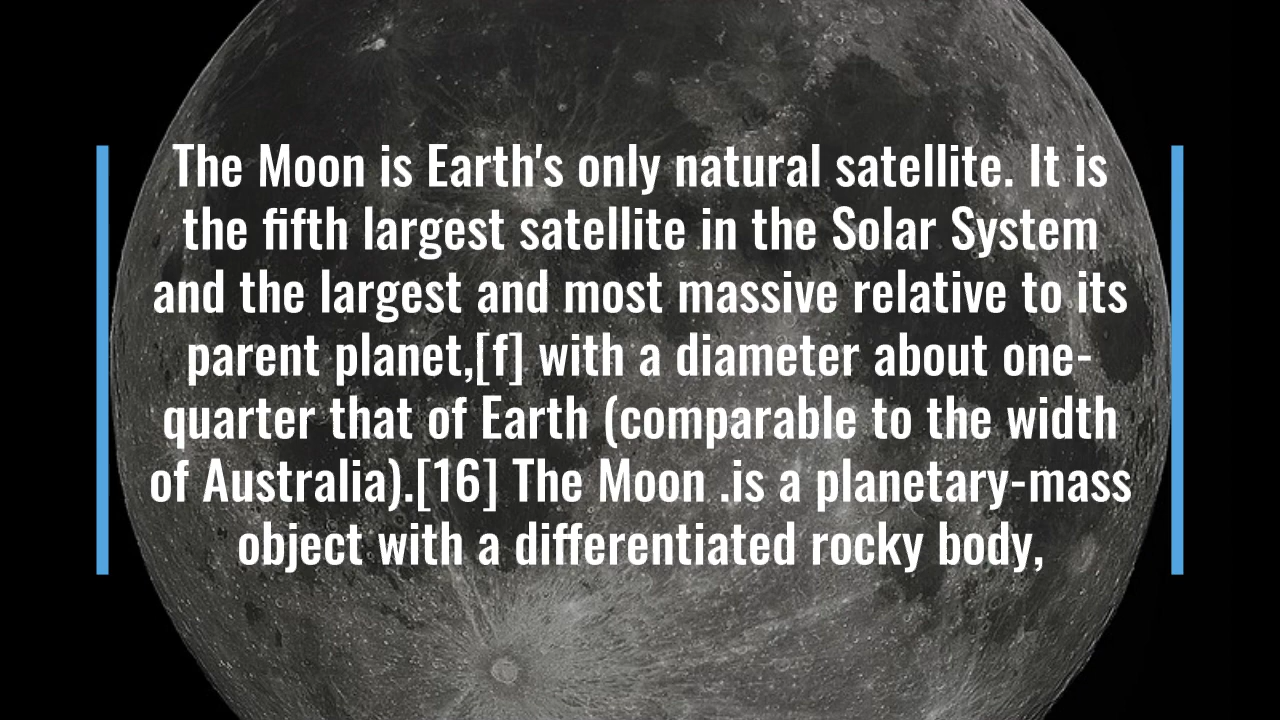 The Moon is Earth's only natural satellite. It is
the fifth largest satellite in the Solar System
and the largest and most massive relative to its
parent planet,[f] with a diameter about one-
quarter that of Earth (comparable to the width
of Australia).[16] The Moon .is a planetary-mass
object with a differentiated rocky body,